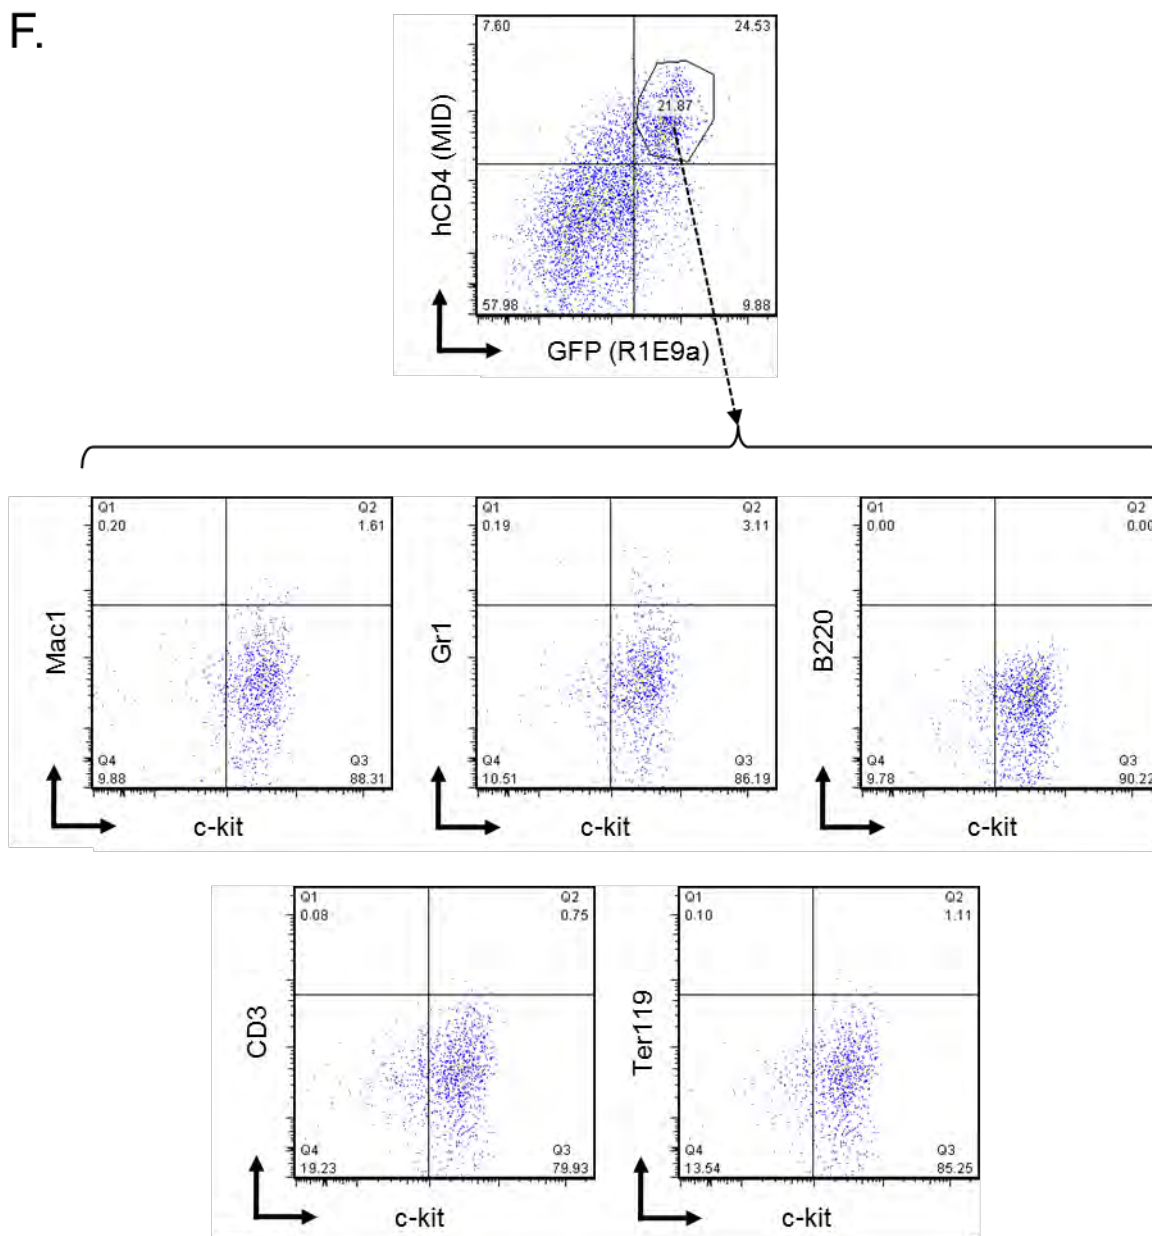 F.
7.60 24.53
21.87
57.98 9.88
hCD4 (MID)
GFP (R1E9a)
Q1 Q2
0.20 1.61
Q4 Q3
9.88 88.31
Mac1
c-kit
Q1 Q2
0.19 3.11
Q4 Q3
10.51 86.19
Gr1
c-kit
Q1 Q2
0.00 0.00
Q4 Q3
9.78 90.22
B220
c-kit
Q1 Q2
0.08 0.75
Q4 Q3
19.23 79.93
CD3
c-kit
Q1 Q2
0.10 1.11
Q4 Q3
13.54 85.25
Ter119
c-kit